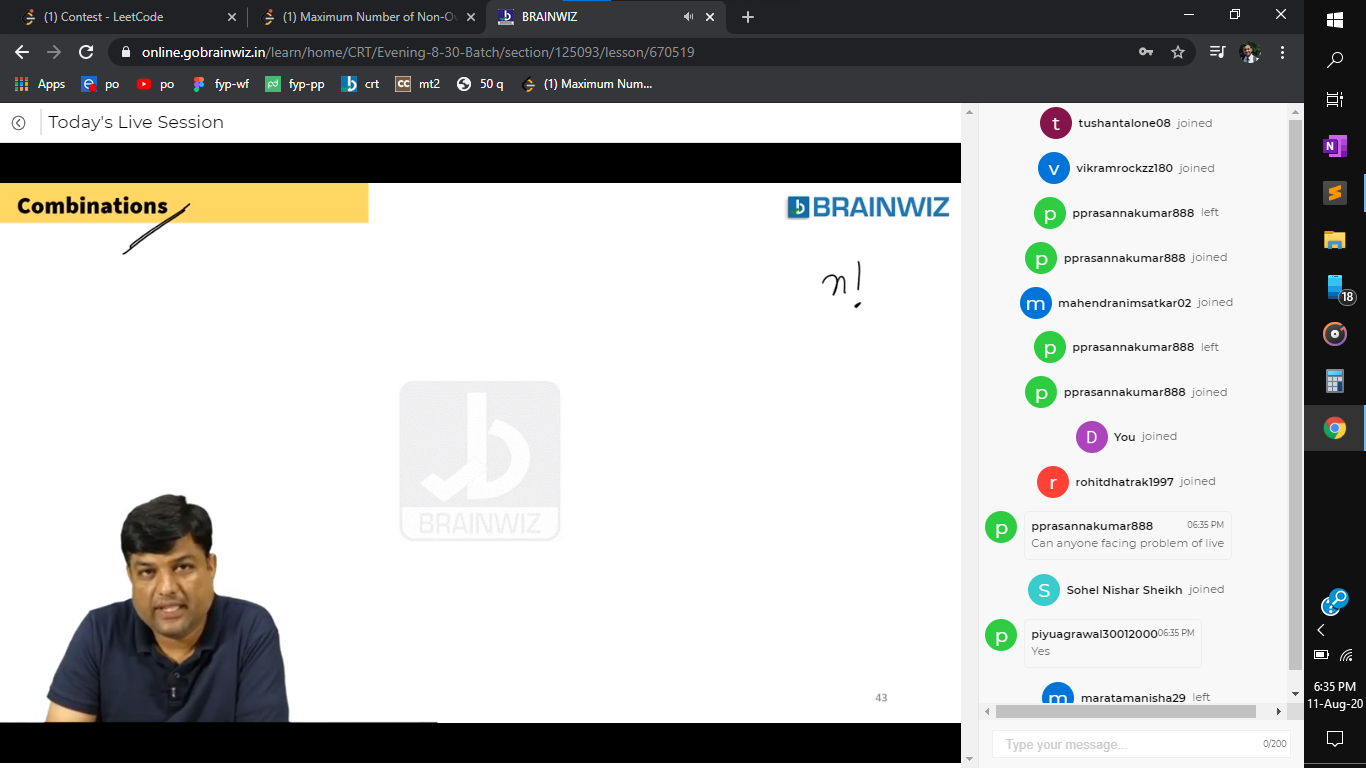 (1) Contest - LeetCode
(1) Maximum Number of Non-Ov
BRAINWIZ
online.gobrainwiz.in/learn/home/CRT/Evening-8-30-Batch/section/125093/lesson/670519
Apps po po fyp-wf fyp-pp crt CC mt2 50 q (1) Maximum Num...
Today's Live Session
Combinations
BRAINWIZ
n!
BRAINWIZ
43
t tushantalone08 joined
v vikramrockzz180 joined
p pprasannakumar888 left
p pprasannakumar888 joined
m mahendranimsatkar02 joined
p pprasannakumar888 left
p pprasannakumar888 joined
D You joined
r rohitdhatrak1997 joined
p pprasannakumar888 06:35 PM
Can anyone facing problem of live
S Sohel Nishar Sheikh joined
p piyuagrawal30012000 06:35 PM
Yes
m maratamanisha29 left
Type your message... 0/200
N
18
6:35 PM
11-Aug-20